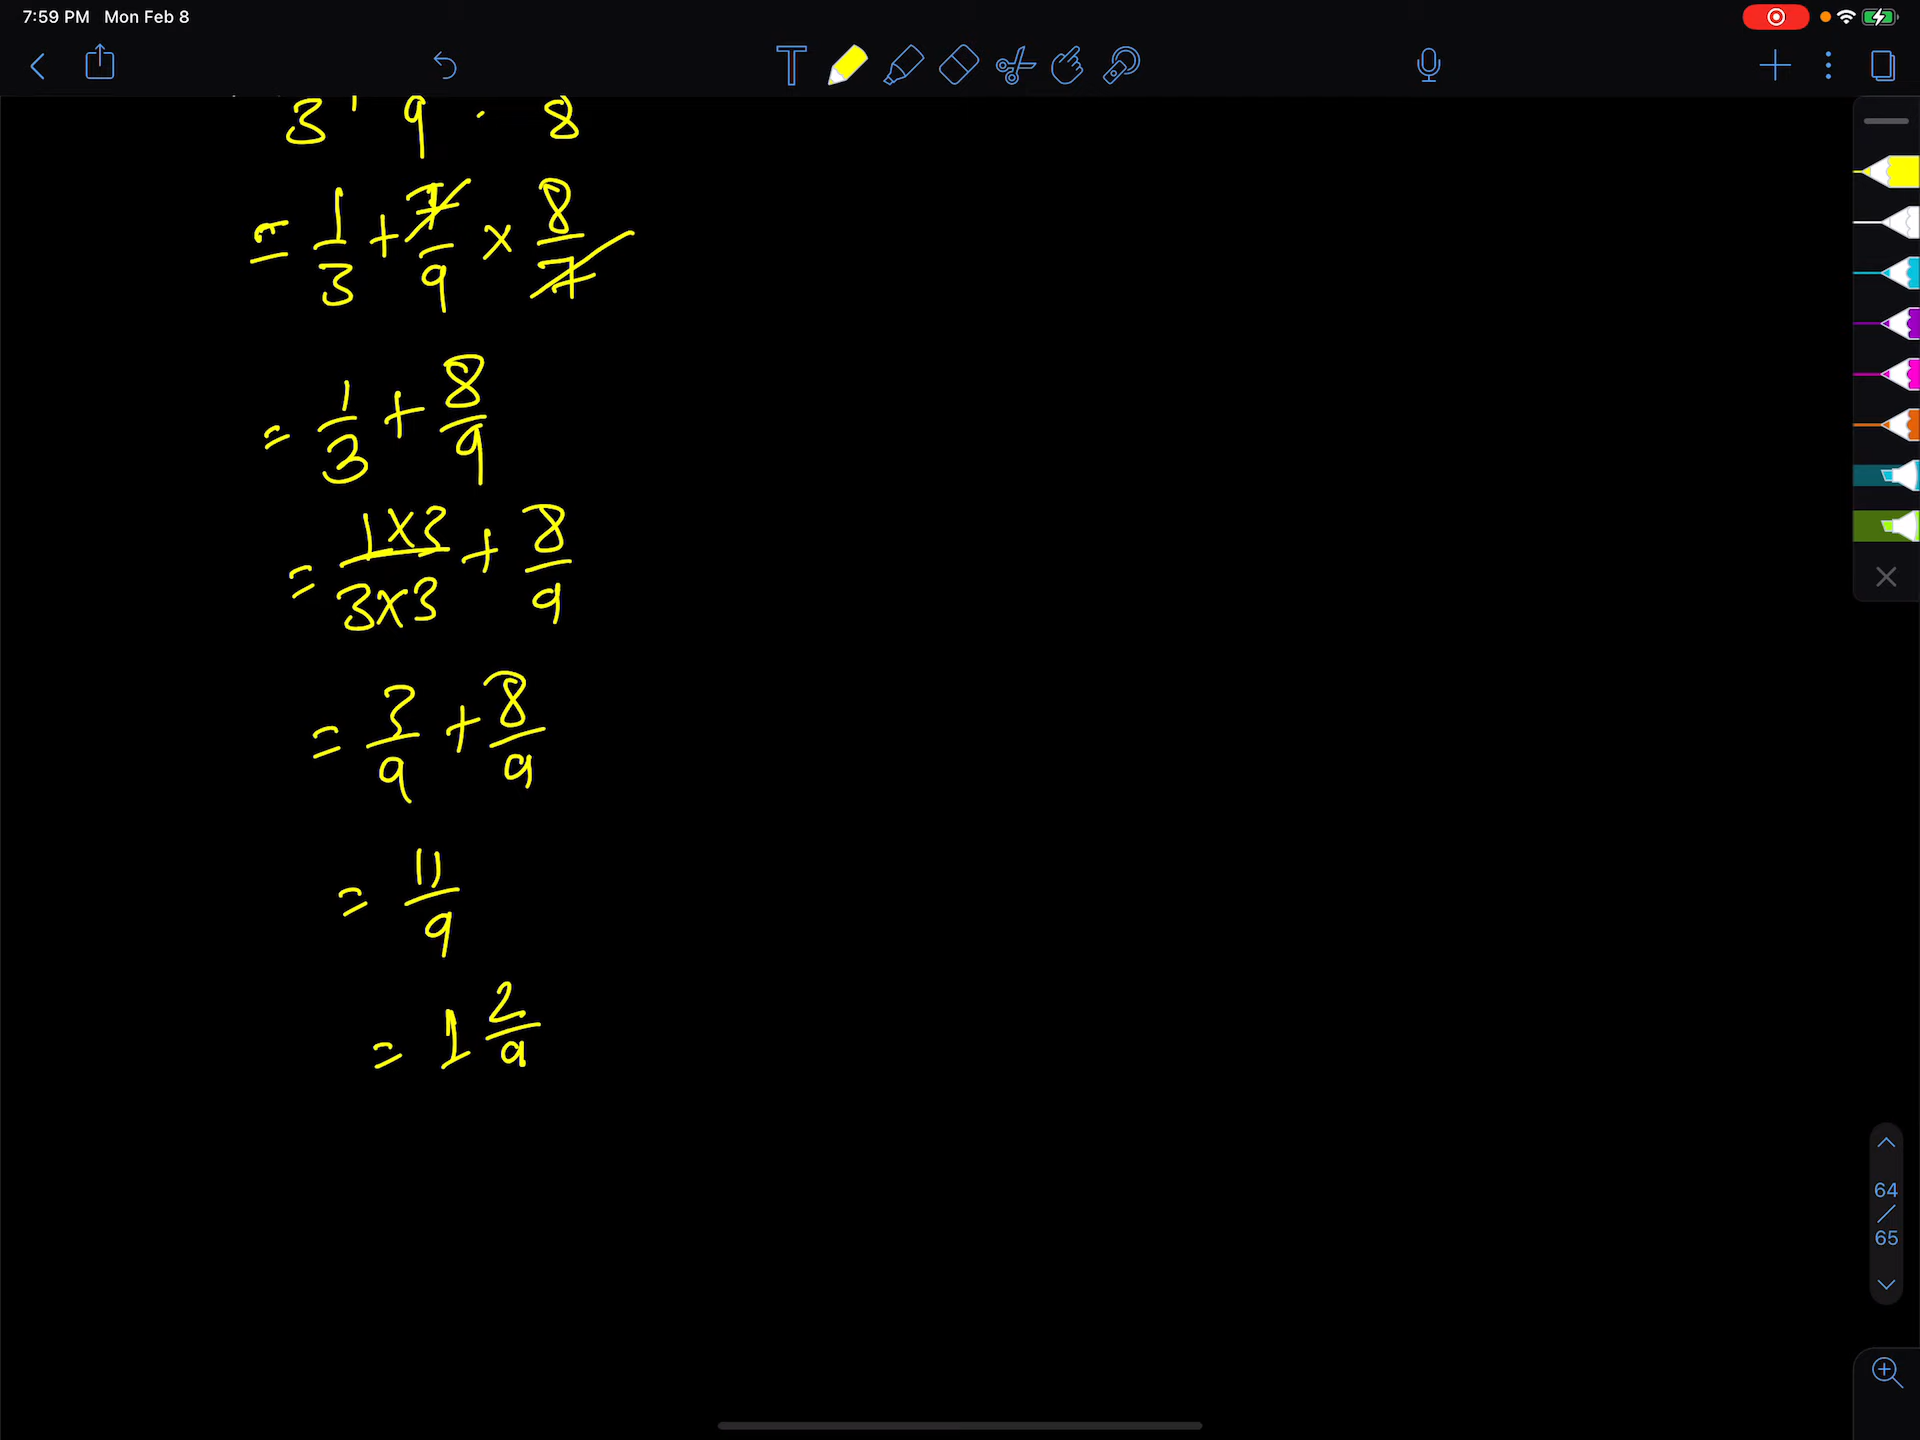 7:59 PM Mon Feb 8
T
3 + 9 . 8
= 1/3 + 7/9 × 8/7
= 1/3 + 8/9
= 1×3/3×3 + 8/9
= 3/9 + 8/9
= 11/9
= 1 2/9
64
/
65